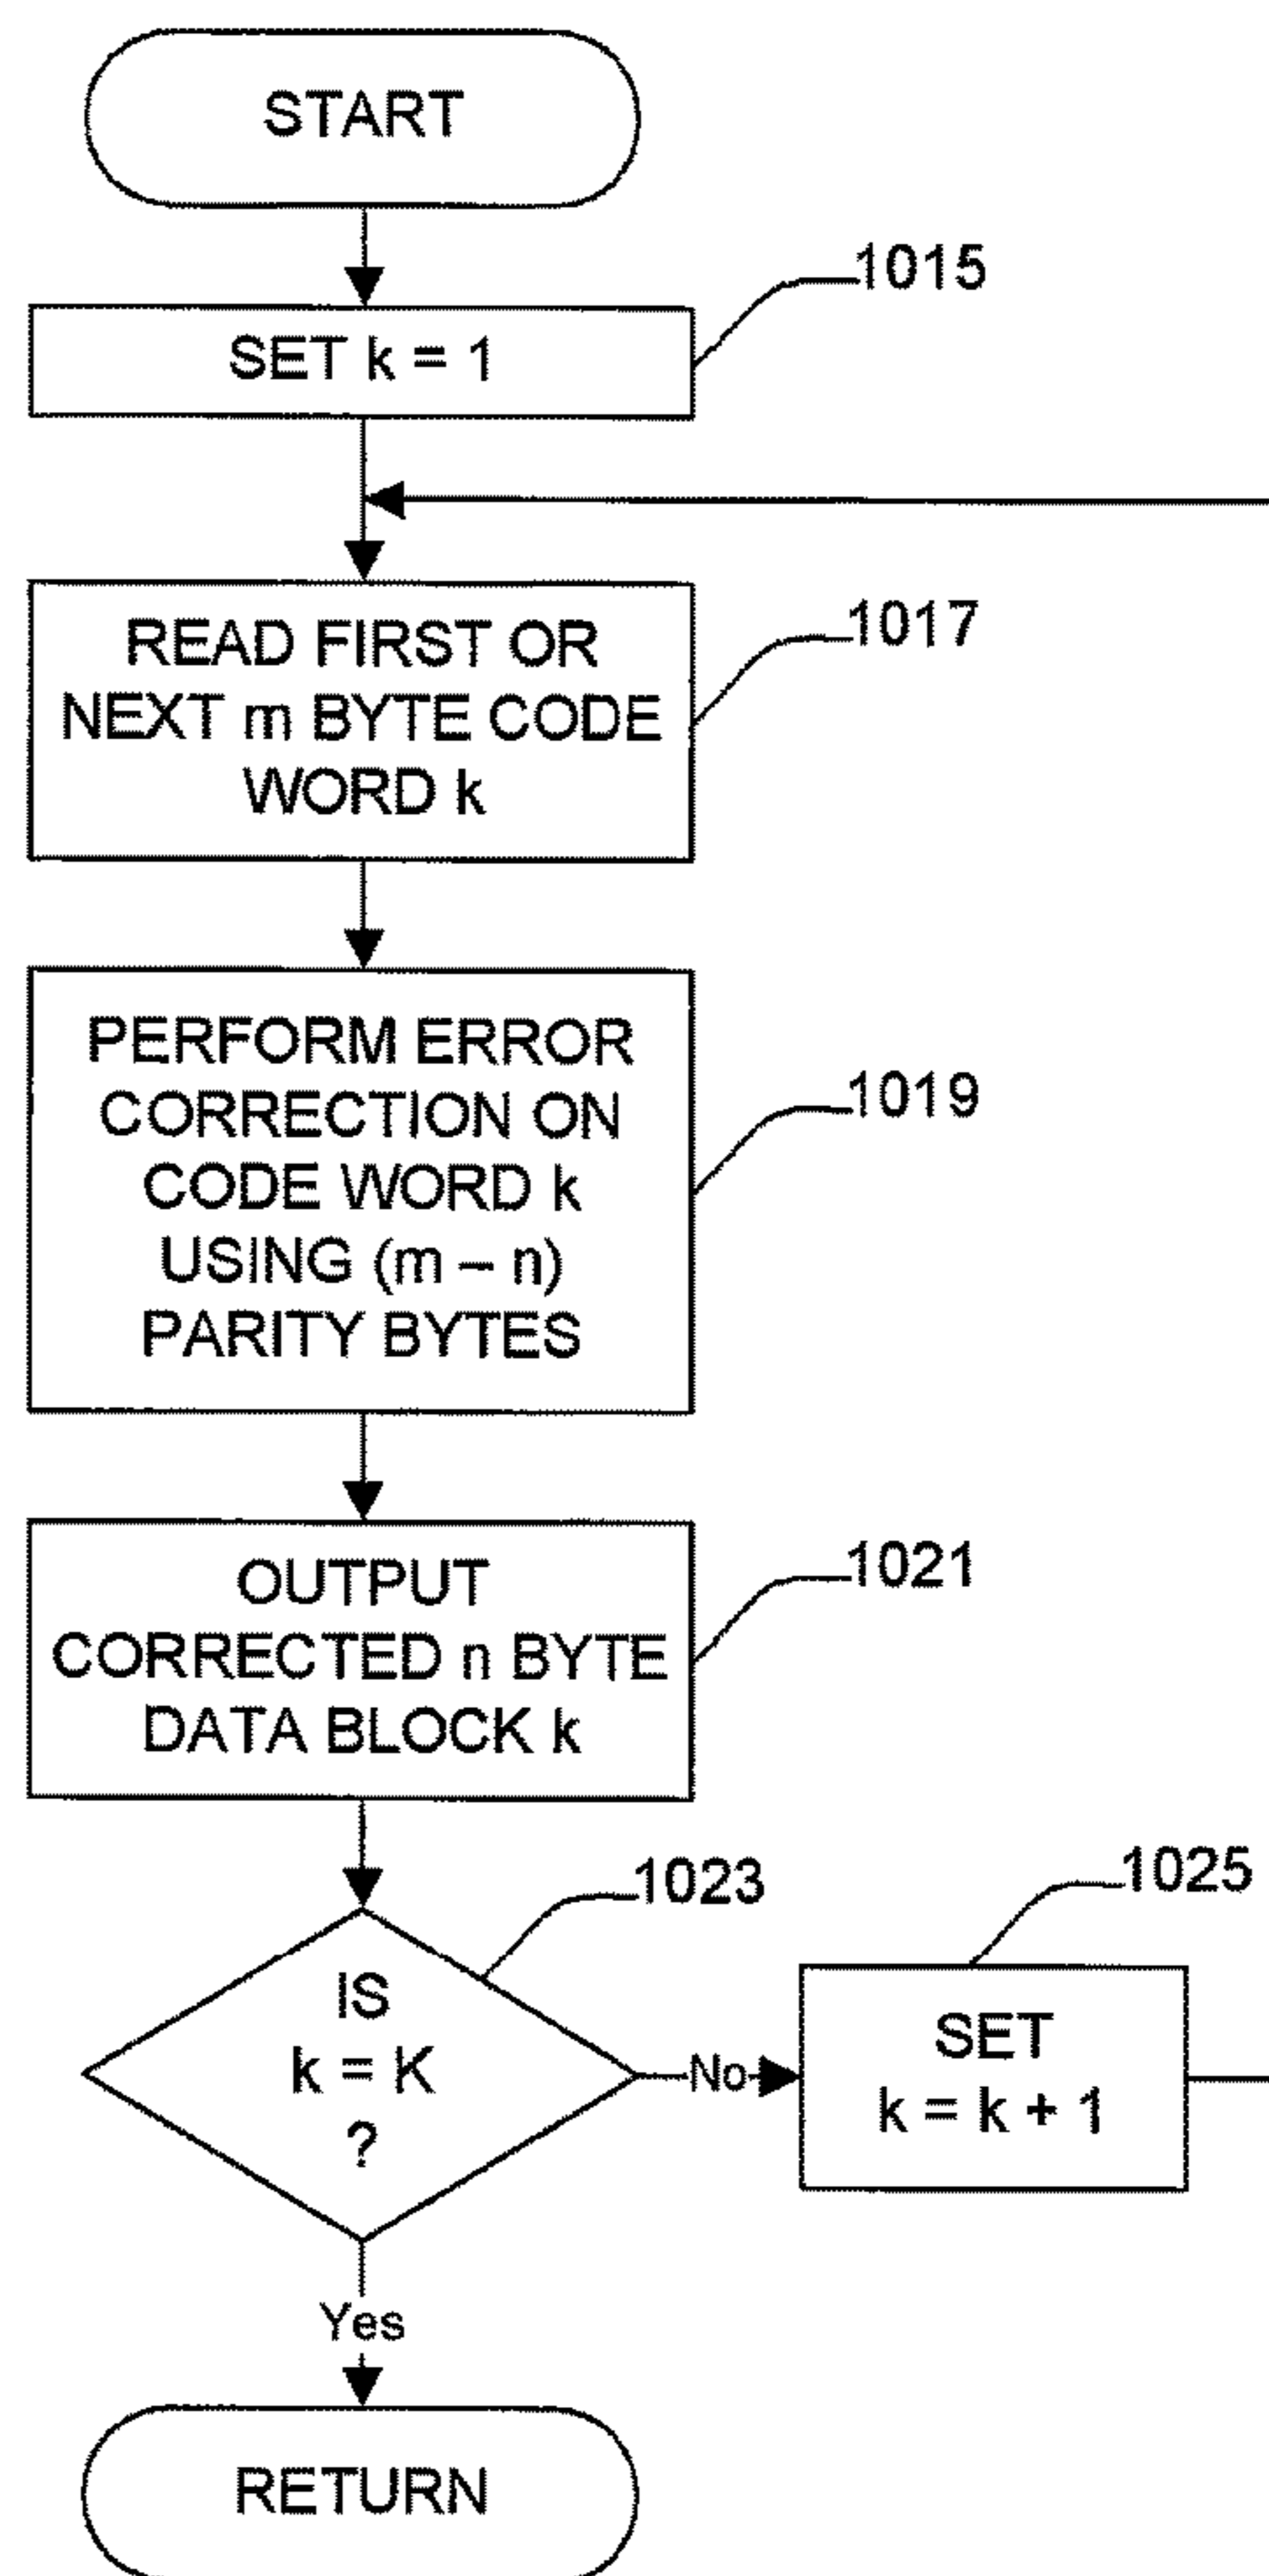 START
1015
SET k = 1
READ FIRST OR
NEXT m BYTE CODE
WORD k
1017
PERFORM ERROR
CORRECTION ON
CODE WORD k
USING (m – n)
PARITY BYTES
1019
OUTPUT
CORRECTED n BYTE
DATA BLOCK k
1021
1023
IS
k = K
?
No
1025
SET
k = k + 1
Yes
RETURN